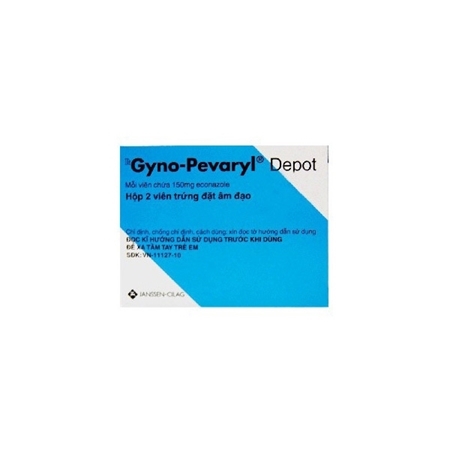 Gyno-Pevaryl® Depot
Mỗi viên chứa 150mg econazole
Hộp 2 viên trứng đặt âm đạo
Chỉ định, chống chỉ định, cách dùng: xin đọc tờ hướng dẫn sử dụng
ĐỌC KĨ HƯỚNG DẪN SỬ DỤNG TRƯỚC KHI DÙNG
ĐỂ XA TẦM TAY TRẺ EM
SĐK: VN-11127-10
JANSSEN-CILAG